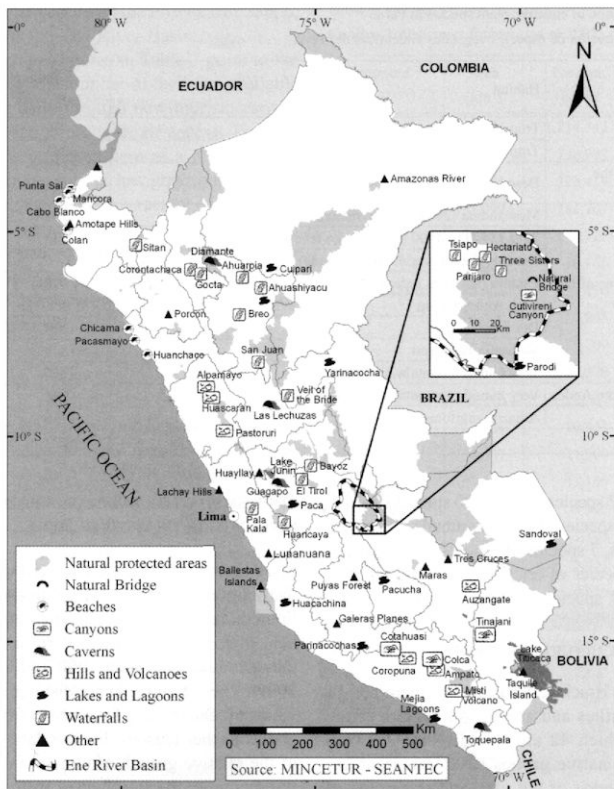 80° W
75° W
70° W
0°
0°
COLOMBIA
ECUADOR
N
Amazonas River
Punta Sal
Mancora
Cabo Blanco
Amotape Hills
Colan
5° S
5° S
Sitan
Diamante
Corontachaca
Ahuarpia
Cuipari
Gocta
Ahuashiyacu
Porcon
Breo
Chicama
Pacasmayo
Huanchaco
San Juan
Yarinacocha
Alpamayo
Veil of
the Bride
Huascaran
Las Lechuzas
Pastoruri
Tsiapo
Hectariato
Three Sisters
Parijaro
Natural
Bridge
Cutivireni
Canyon
0 10 20
Km
Parodi
BRAZIL
PACIFIC OCEAN
10° S
10° S
Lake
Junin
Bayoz
Huayllay
El Tirol
Guagapo
Lachay Hills
Paca
Lima
Pala
Kala
Huancaya
Sandoval
Lunahuana
Tres Cruces
Maras
Ballestas
Islands
Puyas Forest
Pacucha
Auzangate
Huacachina
Galeras Planes
Tinajani
Cotahuasi
15° S
15° S
Parinacochas
Colca
Lake
Titicaca
BOLIVIA
Coropuna
Ampato
Taquile
Island
Misti
Volcano
Mejia
Lagoons
Toquepala
CHILE
70° W
Natural protected areas
Natural Bridge
Beaches
Canyons
Caverns
Hills and Volcanoes
Lakes and Lagoons
Waterfalls
Other
Ene River Basin
Km
0 100 200 300 400 500
Source: MINCETUR - SEANTEC